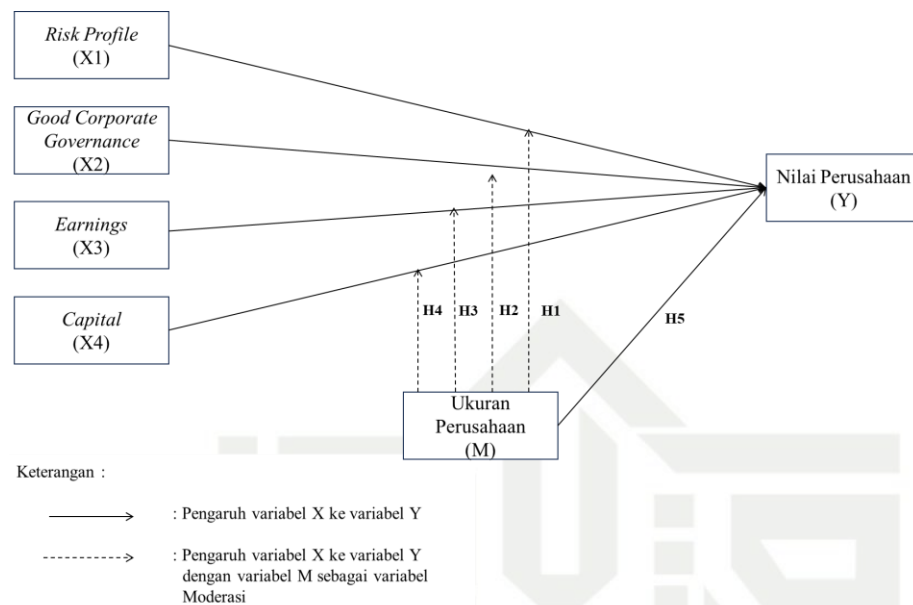 Risk Profile
(X1)
Good Corporate
Governance
(X2)
Earnings
(X3)
Capital
(X4)
Nilai Perusahaan
(Y)
H4
H3
H2
H1
H5
Ukuran
Perusahaan
(M)
Keterangan :
: Pengaruh variabel X ke variabel Y
: Pengaruh variabel X ke variabel Y
dengan variabel M sebagai variabel
Moderasi